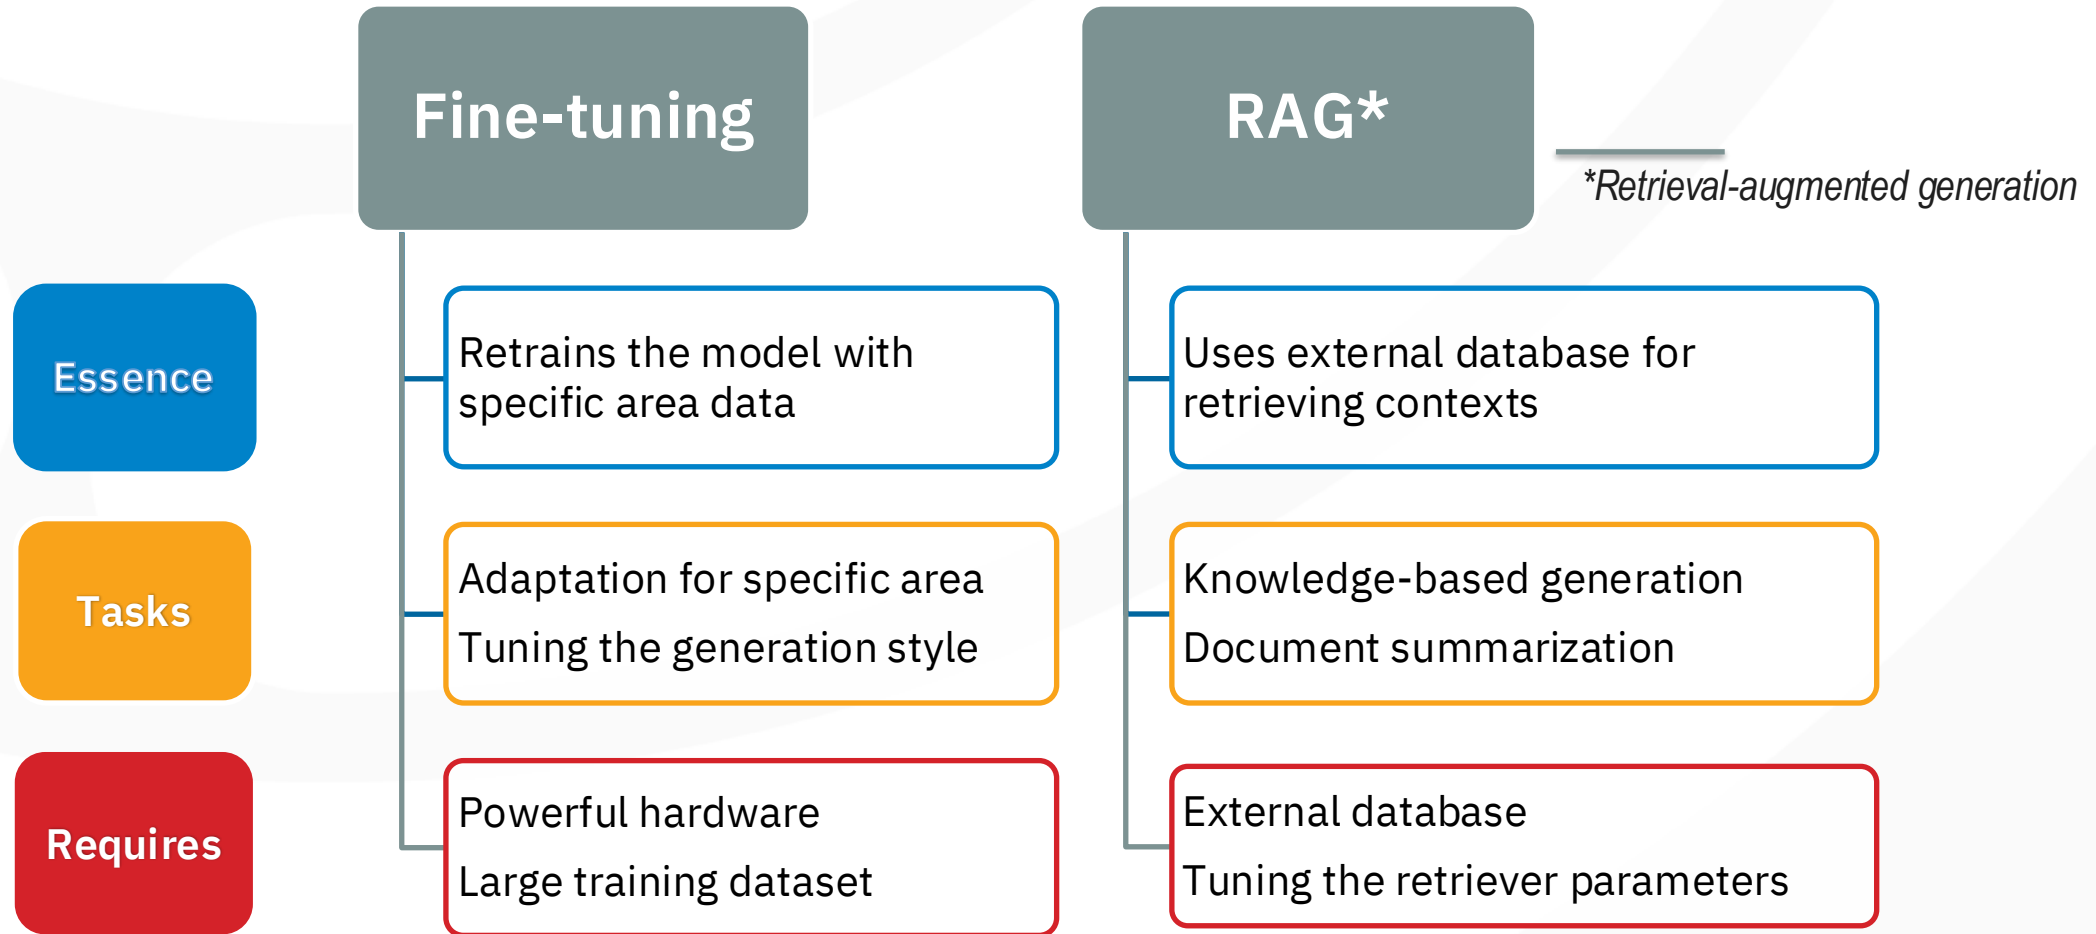 Fine-tuning
RAG*
*Retrieval-augmented generation
Essence
Retrains the model with
specific area data
Uses external database for
retrieving contexts
Tasks
Adaptation for specific area
Tuning the generation style
Knowledge-based generation
Document summarization
Requires
Powerful hardware
Large training dataset
External database
Tuning the retriever parameters